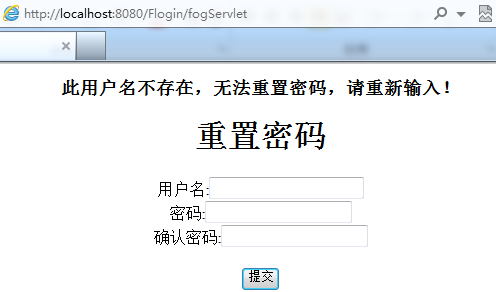 http://localhost:8080/Flogin/fogServlet
此用户名不存在，无法重置密码，请重新输入！
重置密码
用户名:
密码:
确认密码:
提交